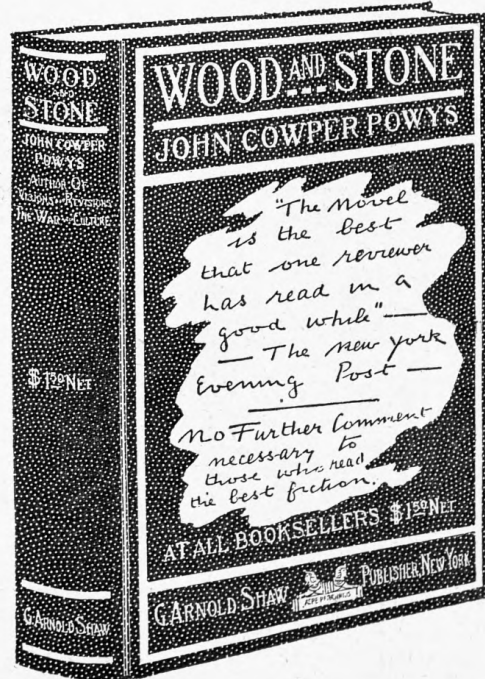 WOOD
AND
STONE
JOHN COWPER
POWYS
AUTHOR OF
VISIONS & REVISIONS
THE WAR & CULTURE
$1.50 NET
G. ARNOLD SHAW
WOOD AND STONE
JOHN COWPER POWYS
"The Novel
is the best
that one reviewer
has read in a
good while"—
— The New York
Evening Post —
No Further Comment
necessary to
those who read
the best fiction.
AT ALL BOOKSELLERS $1.50 NET
G. ARNOLD SHAW PUBLISHER, NEW YORK